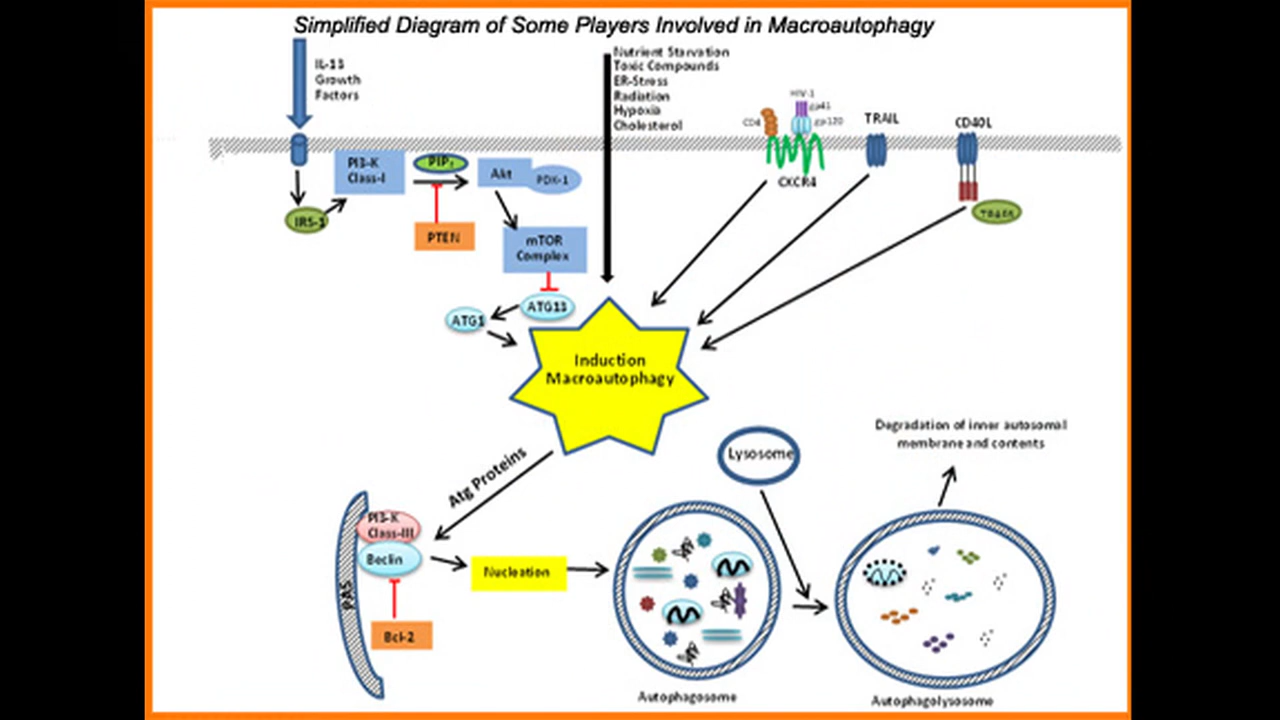 Simplified Diagram of Some Players Involved in Macroautophagy
IL-13
Growth
Factors
Nutrient Starvation
Toxic Compounds
ER-Stress
Radiation
Hypoxia
Cholesterol
HIV-1
gp41
gp120
CD4
CXCR4
TRAIL
CD40L
PI3-K
Class-I
PIP₃
Akt
PDK-1
IRS-1
PTEN
mTOR
Complex
ATG13
ATG1
TRAF6
Induction
Macroautophagy
Atg Proteins
Lysosome
Degradation of inner autosomal
membrane and contents
PI3-K
Class-III
Beclin
PAS
Bcl-2
Nucleation
Autophagosome
Autophagolysosome